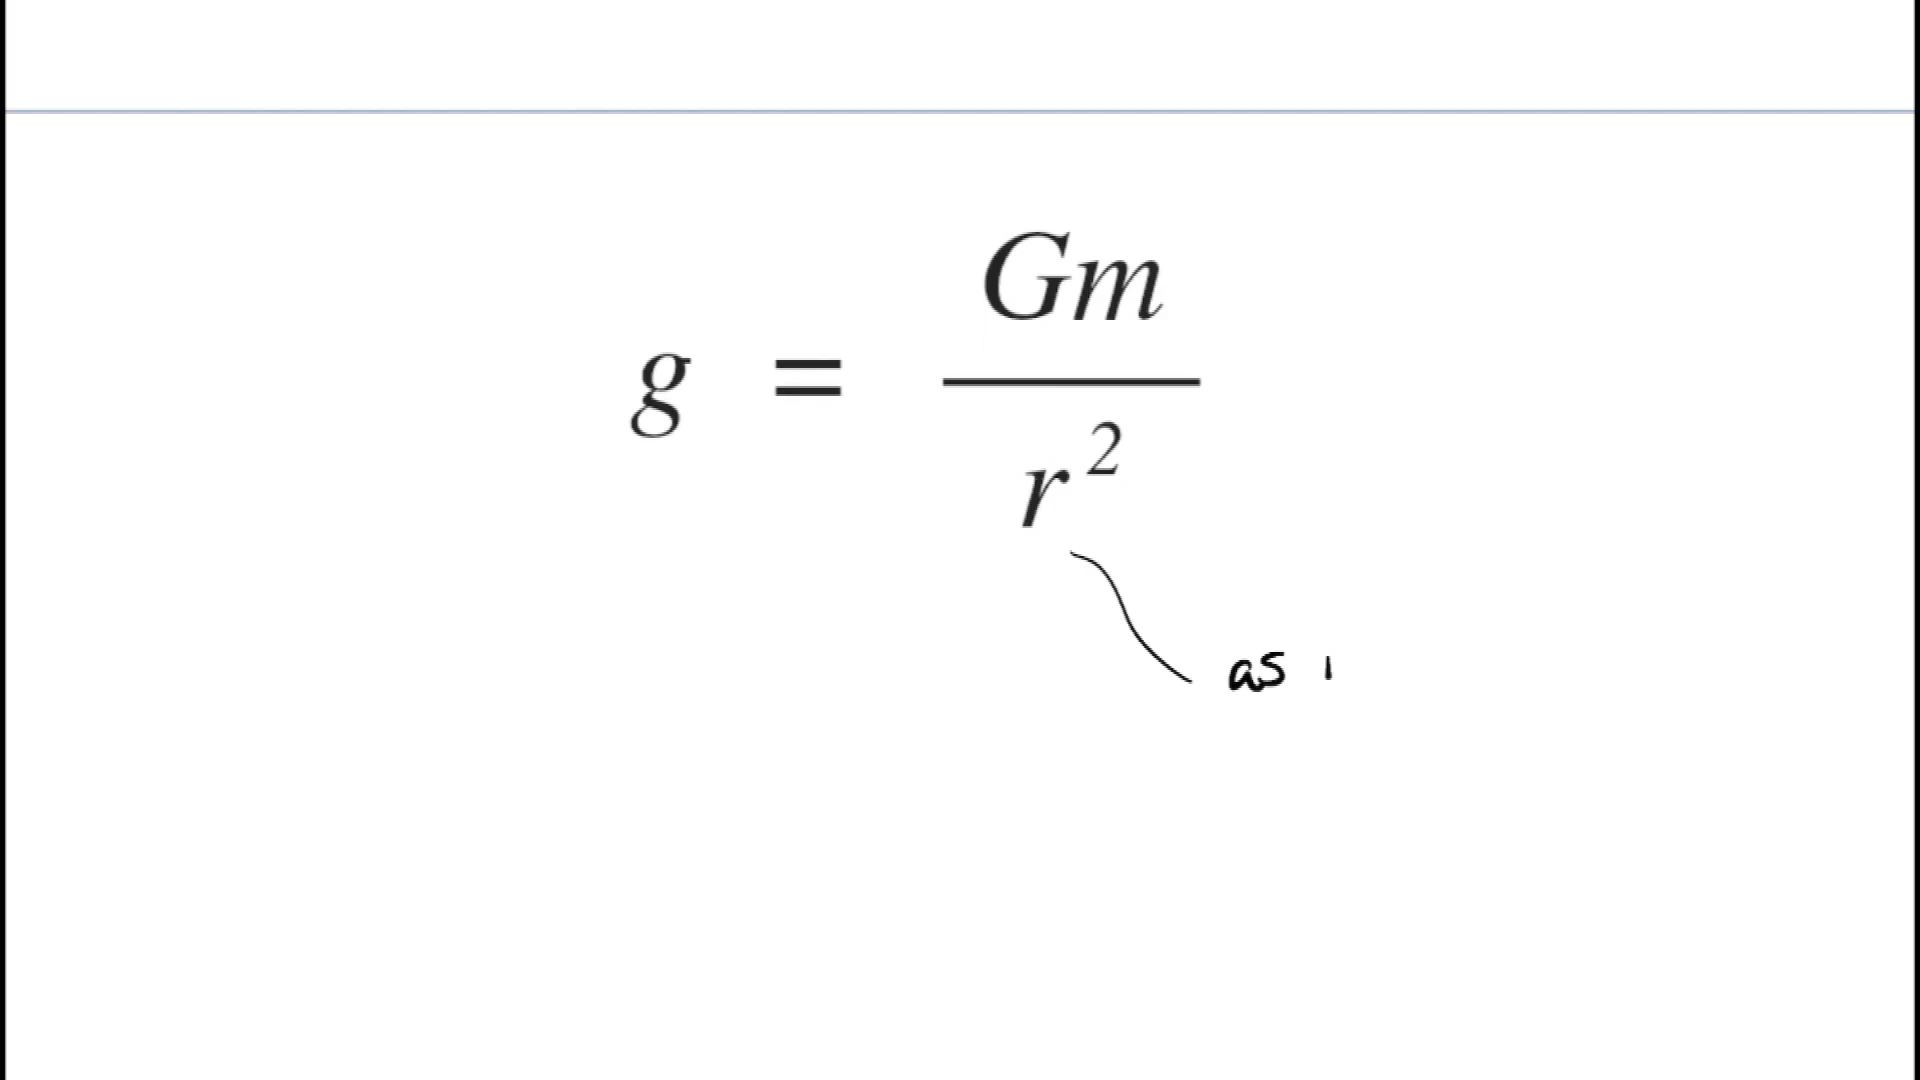 g = Gm / r²
as